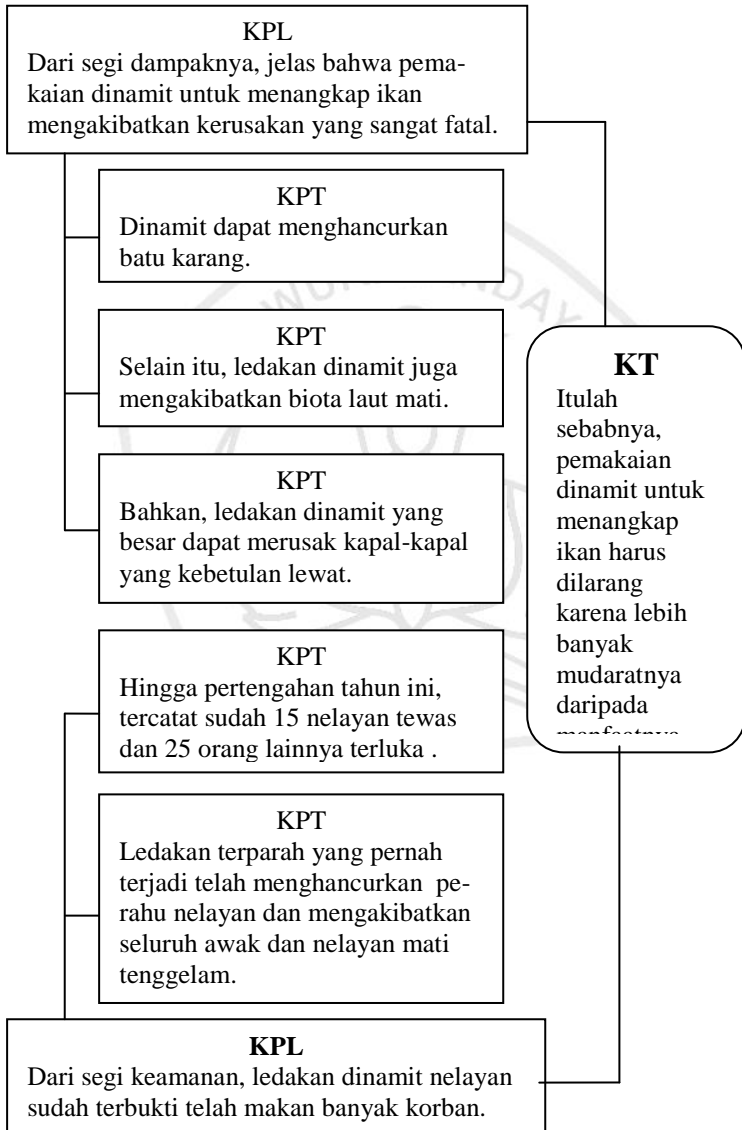 KPL
Dari segi dampaknya, jelas bahwa pema-
kaian dinamit untuk menangkap ikan
mengakibatkan kerusakan yang sangat fatal.
KPT
Dinamit dapat menghancurkan
batu karang.
KPT
Selain itu, ledakan dinamit juga
mengakibatkan biota laut mati.
KPT
Bahkan, ledakan dinamit yang
besar dapat merusak kapal-kapal
yang kebetulan lewat.
KPT
Hingga pertengahan tahun ini,
tercatat sudah 15 nelayan tewas
dan 25 orang lainnya terluka .
KPT
Ledakan terparah yang pernah
terjadi telah menghancurkan pe-
rahu nelayan dan mengakibatkan
seluruh awak dan nelayan mati
tenggelam.
KPL
Dari segi keamanan, ledakan dinamit nelayan
sudah terbukti telah makan banyak korban.
KT
Itulah
sebabnya,
pemakaian
dinamit untuk
menangkap
ikan harus
dilarang
karena lebih
banyak
mudaratnya
daripada